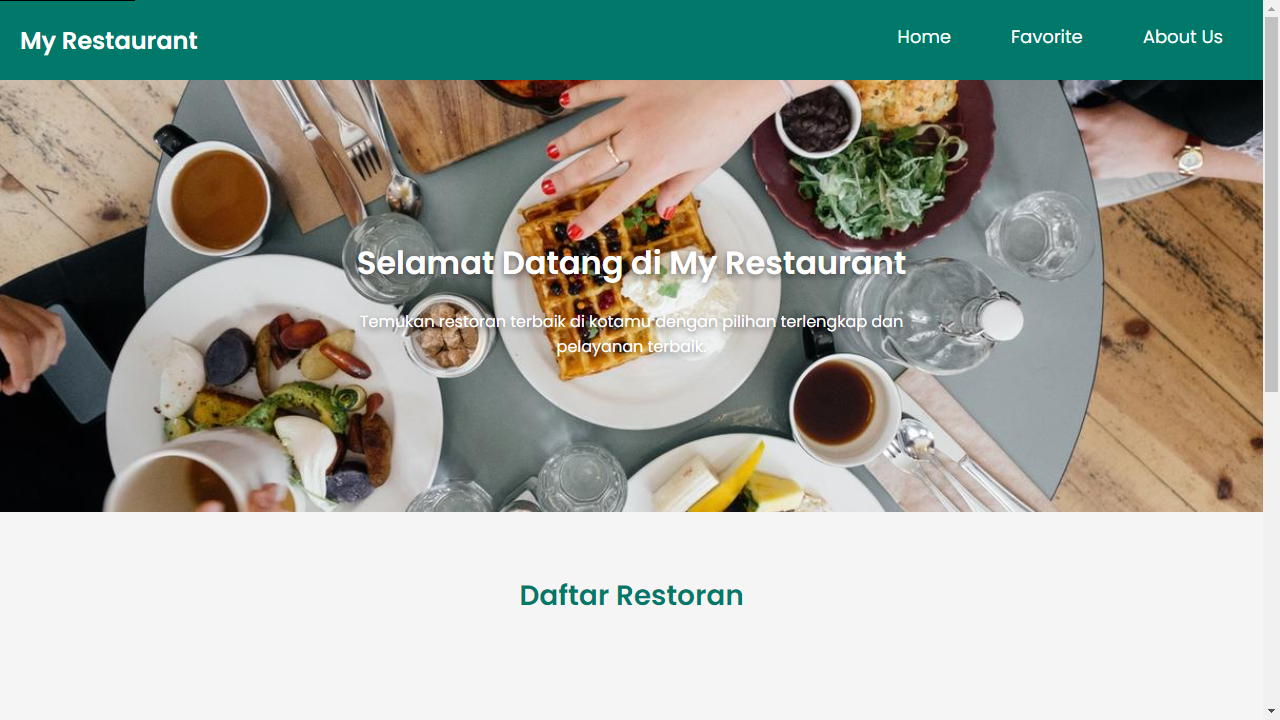 My Restaurant
Home
Favorite
About Us
Selamat Datang di My Restaurant
Temukan restoran terbaik di kotamu dengan pilihan terlengkap dan
pelayanan terbaik.
Daftar Restoran